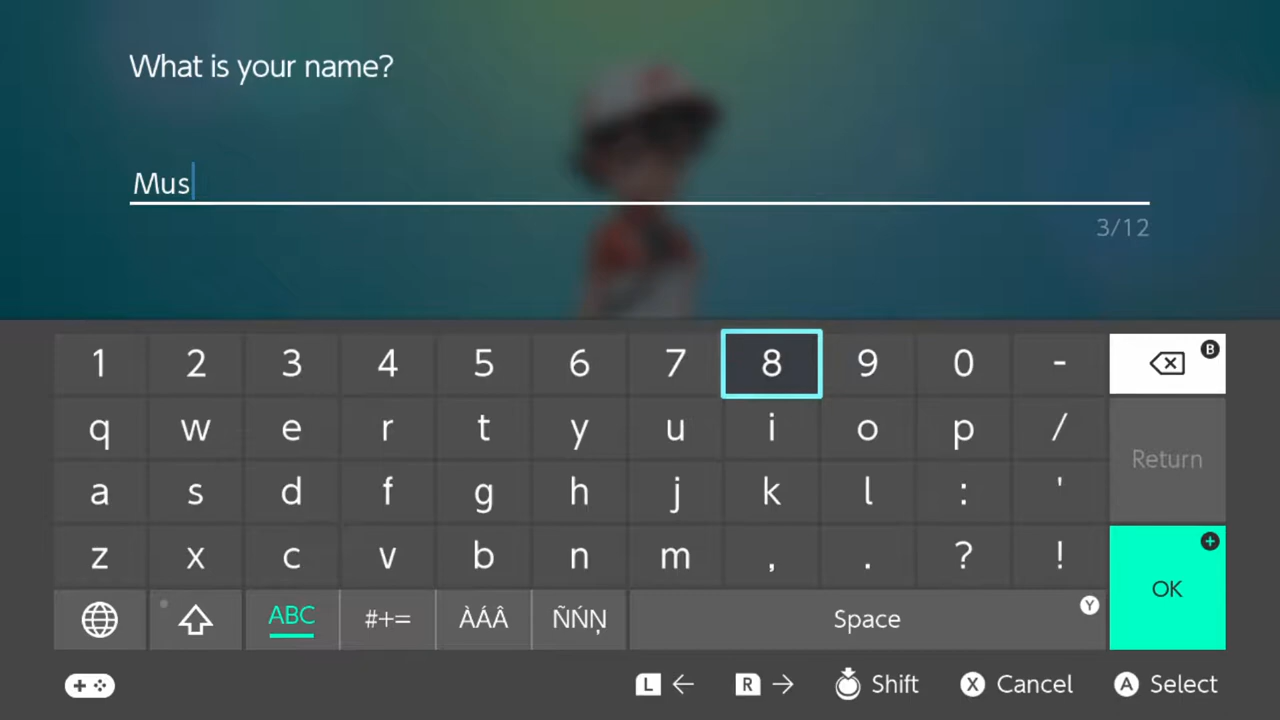 What is your name?
Mus
3/12
1 2 3 4 5 6 7 8 9 0 - B
q w e r t y u i o p /
Return
a s d f g h j k l : '
z x c v b n m , . ? ! +
OK
ABC #+= ÀÁÂ ÑŃŅ Space Y
L ← R → Shift X Cancel A Select